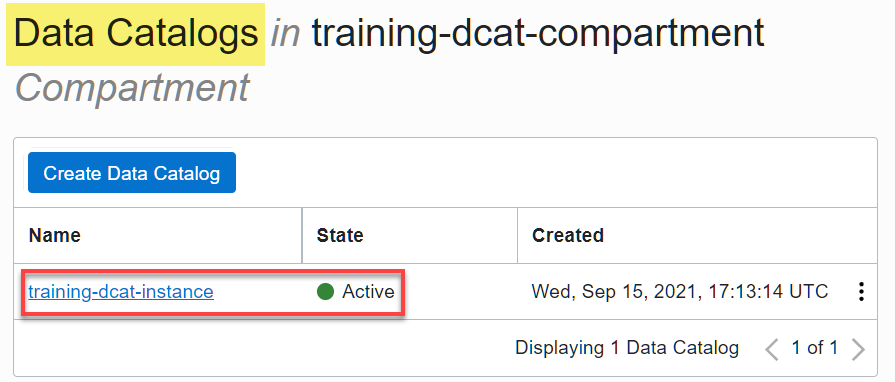 Data Catalogs in training-dcat-compartment
Compartment
Create Data Catalog
Name State Created
training-dcat-instance Active Wed, Sep 15, 2021, 17:13:14 UTC
Displaying 1 Data Catalog 1 of 1